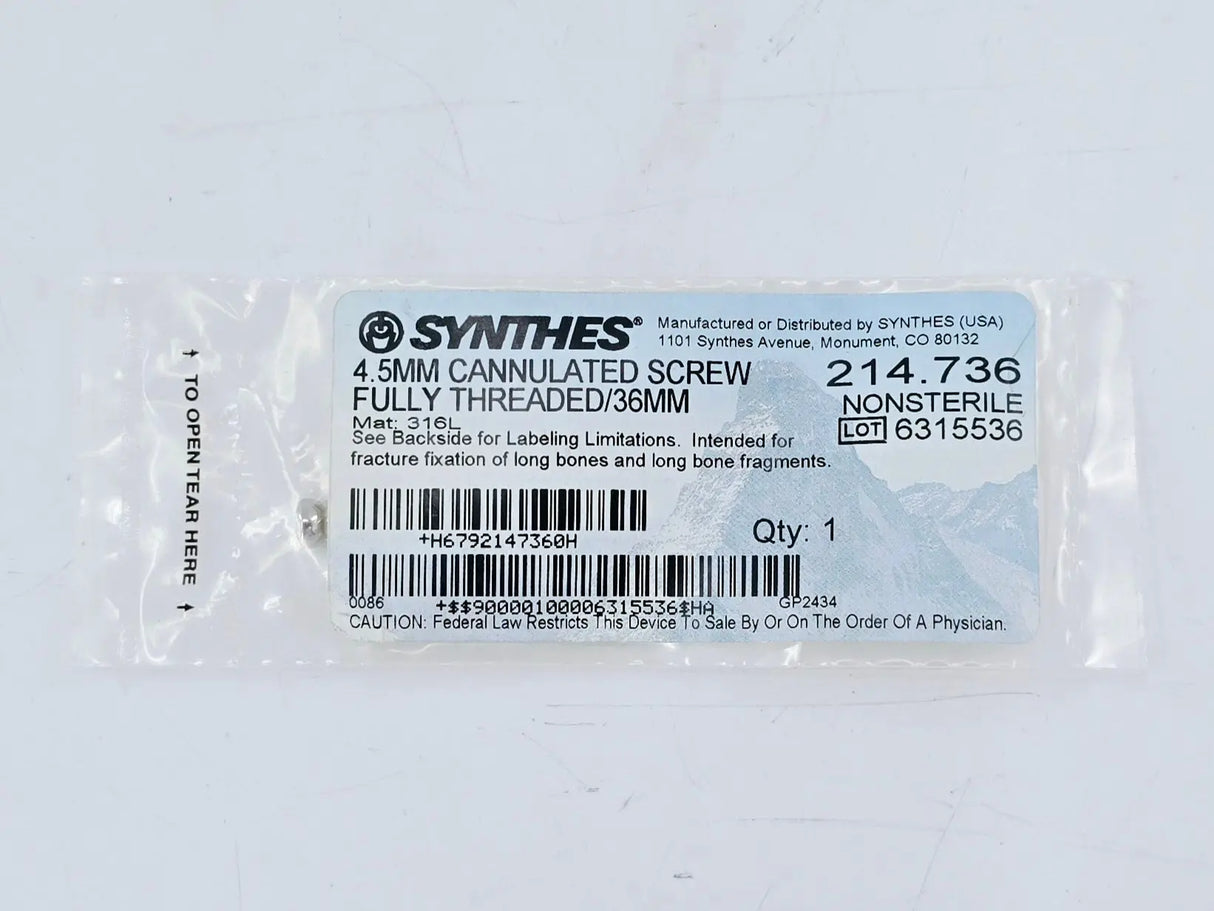 ↑ TO OPEN TEAR HERE ↑
SYNTHES®
Manufactured or Distributed by SYNTHES (USA)
1101 Synthes Avenue, Monument, CO 80132
4.5MM CANNULATED SCREW
FULLY THREADED/36MM
214.736
NONSTERILE
LOT 6315536
Mat: 316L
See Backside for Labeling Limitations. Intended for
fracture fixation of long bones and long bone fragments.
+H6792147360H
Qty: 1
0086
+$$90000100006315536$HA
GP2434
CAUTION: Federal Law Restricts This Device To Sale By Or On The Order Of A Physician.